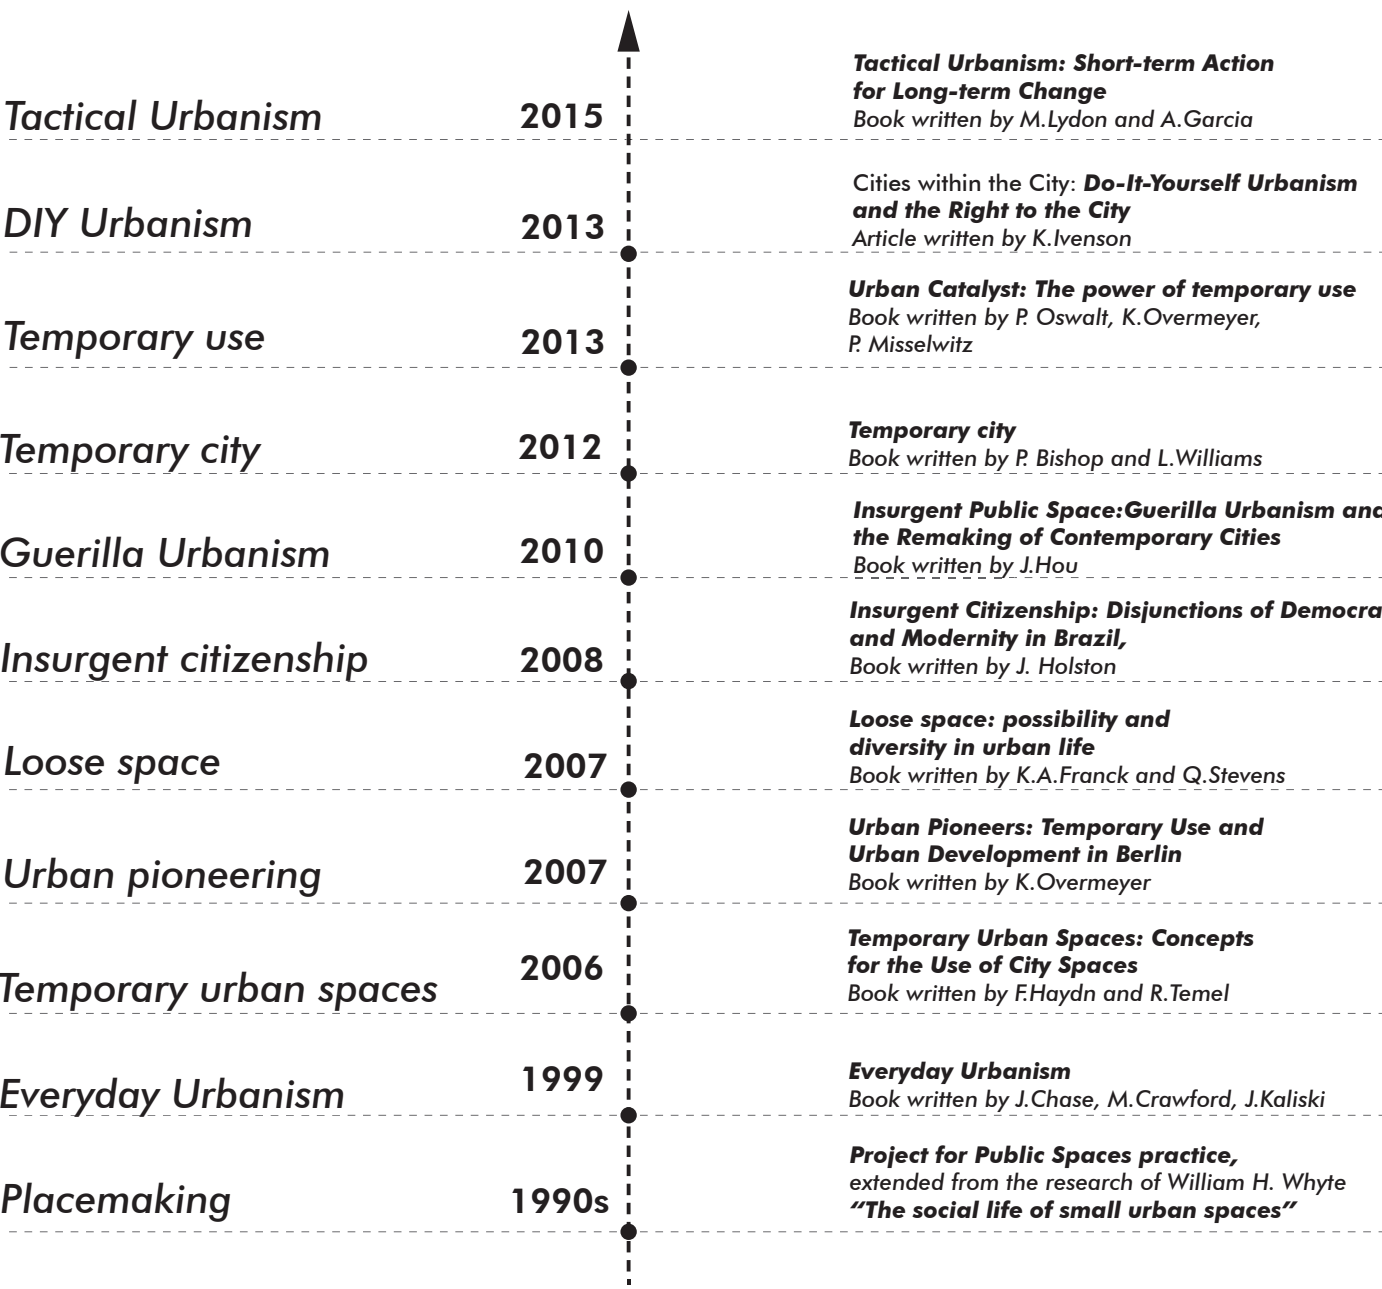 Tactical Urbanism
2015
Tactical Urbanism: Short-term Action
for Long-term Change
Book written by M.Lydon and A.Garcia
DIY Urbanism
2013
Cities within the City: Do-It-Yourself Urbanism
and the Right to the City
Article written by K.Ivenson
Temporary use
2013
Urban Catalyst: The power of temporary use
Book written by P. Oswalt, K.Overmeyer,
P. Misselwitz
Temporary city
2012
Temporary city
Book written by P. Bishop and L.Williams
Guerilla Urbanism
2010
Insurgent Public Space:Guerilla Urbanism and
the Remaking of Contemporary Cities
Book written by J.Hou
Insurgent citizenship
2008
Insurgent Citizenship: Disjunctions of Democra
and Modernity in Brazil,
Book written by J. Holston
Loose space
2007
Loose space: possibility and
diversity in urban life
Book written by K.A.Franck and Q.Stevens
Urban pioneering
2007
Urban Pioneers: Temporary Use and
Urban Development in Berlin
Book written by K.Overmeyer
Temporary urban spaces
2006
Temporary Urban Spaces: Concepts
for the Use of City Spaces
Book written by F.Haydn and R.Temel
Everyday Urbanism
1999
Everyday Urbanism
Book written by J.Chase, M.Crawford, J.Kaliski
Placemaking
1990s
Project for Public Spaces practice,
extended from the research of William H. Whyte
“The social life of small urban spaces”